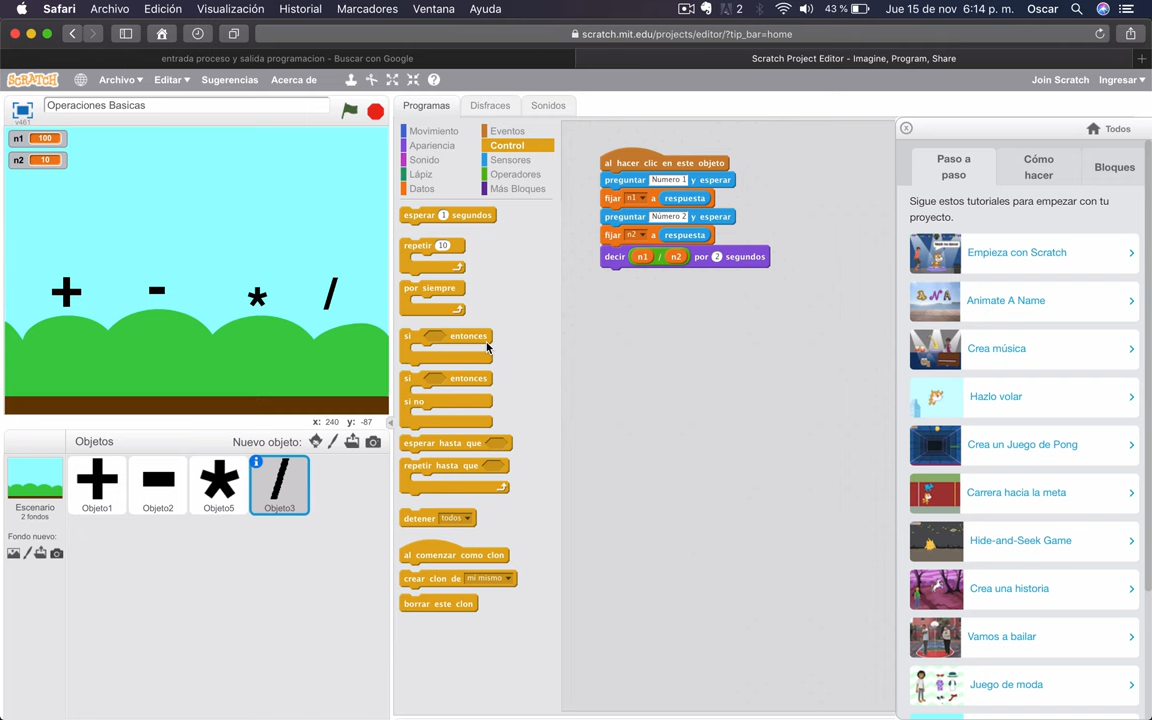 Safari Archivo Edición Visualización Historial Marcadores Ventana Ayuda 2 43 % Jue 15 de nov 6:14 p. m. Oscar
scratch.mit.edu/projects/editor/?tip_bar=home
entrada proceso y salida programacion - Buscar con Google
Scratch Project Editor - Imagine, Program, Share
SCRATCH Archivo Editar Sugerencias Acerca de Join Scratch Ingresar
v461
Operaciones Basicas
n1 100
n2 10
+ - * /
x: 240 y: -87
Objetos
Nuevo objeto:
Escenario
2 fondos
Fondo nuevo:
Objeto1
Objeto2
Objeto5
Objeto3
Programas Disfraces Sonidos
Movimiento Eventos
Apariencia Control
Sonido Sensores
Lápiz Operadores
Datos Más Bloques
esperar 1 segundos
repetir 10
por siempre
si entonces
si entonces
si no
esperar hasta que
repetir hasta que
detener todos
al comenzar como clon
crear clon de mi mismo
borrar este clon
al hacer clic en este objeto
preguntar Numero 1 y esperar
fijar n1 a respuesta
preguntar Numero 2 y esperar
fijar n2 a respuesta
decir n1 / n2 por 2 segundos
Todos
Paso a
paso
Cómo
hacer
Bloques
Sigue estos tutoriales para empezar con tu
proyecto.
Empieza con Scratch
Animate A Name
Crea música
Hazlo volar
Crea un Juego de Pong
Carrera hacia la meta
Hide-and-Seek Game
Crea una historia
Vamos a bailar
Juego de moda